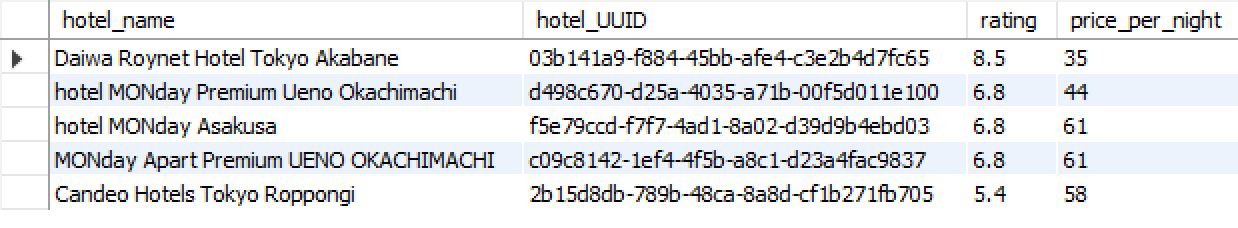 hotel_name hotel_UUID rating price_per_night
Daiwa Roynet Hotel Tokyo Akabane 03b141a9-f884-45bb-afe4-c3e2b4d7fc65 8.5 35
hotel MONday Premium Ueno Okachimachi d498c670-d25a-4035-a71b-00f5d011e100 6.8 44
hotel MONday Asakusa f5e79ccd-f7f7-4ad1-8a02-d39d9b4ebd03 6.8 61
MONday Apart Premium UENO OKACHIMACHI c09c8142-1ef4-4f5b-a8c1-d23a4fac9837 6.8 61
Candeo Hotels Tokyo Roppongi 2b15d8db-789b-48ca-8a8d-cf1b271fb705 5.4 58